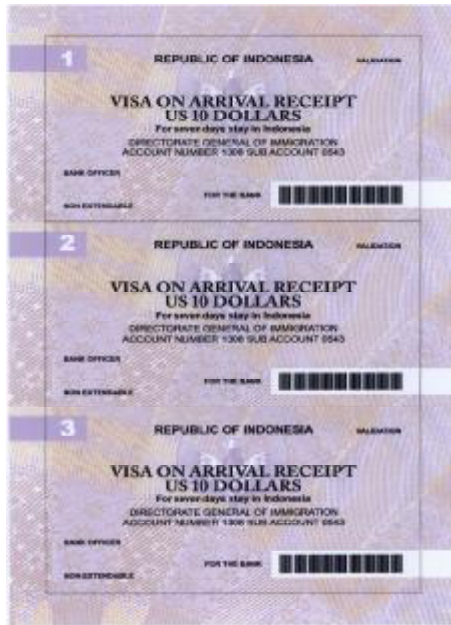 1
REPUBLIC OF INDONESIA
VALIDATION
VISA ON ARRIVAL RECEIPT
US 10 DOLLARS
For seven days stay in Indonesia
DIRECTORATE GENERAL OF IMMIGRATION
ACCOUNT NUMBER 1308 SUB ACCOUNT 0543
BANK OFFICER
FOR THE BANK
NON EXTENDABLE
2
REPUBLIC OF INDONESIA
VALIDATION
VISA ON ARRIVAL RECEIPT
US 10 DOLLARS
For seven days stay in Indonesia
DIRECTORATE GENERAL OF IMMIGRATION
ACCOUNT NUMBER 1308 SUB ACCOUNT 0543
BANK OFFICER
FOR THE BANK
NON EXTENDABLE
3
REPUBLIC OF INDONESIA
VALIDATION
VISA ON ARRIVAL RECEIPT
US 10 DOLLARS
For seven days stay in Indonesia
DIRECTORATE GENERAL OF IMMIGRATION
ACCOUNT NUMBER 1308 SUB ACCOUNT 0543
BANK OFFICER
FOR THE BANK
NON EXTENDABLE